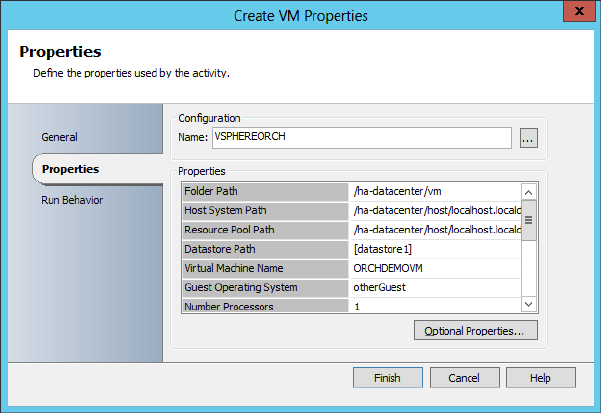 Create VM Properties
x
Properties
Define the properties used by the activity.
General
Properties
Run Behavior
Configuration
Name: VSPHEREORCH ...
Properties
Folder Path /ha-datacenter/vm
Host System Path /ha-datacenter/host/localhost.locald
Resource Pool Path /ha-datacenter/host/localhost.locald
Datastore Path [datastore1]
Virtual Machine Name ORCHDEMOVM
Guest Operating System otherGuest
Number Processors 1
Optional Properties...
Finish Cancel Help